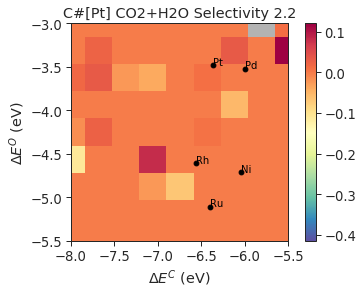 C#[Pt] CO2+H2O Selectivity 2.2
−3.0
−3.5
−4.0
−4.5
−5.0
−5.5
ΔE^O (eV)
Pt
Pd
Rh
Ni
Ru
−8.0 −7.5 −7.0 −6.5 −6.0 −5.5
ΔE^C (eV)
0.1
0.0
−0.1
−0.2
−0.3
−0.4